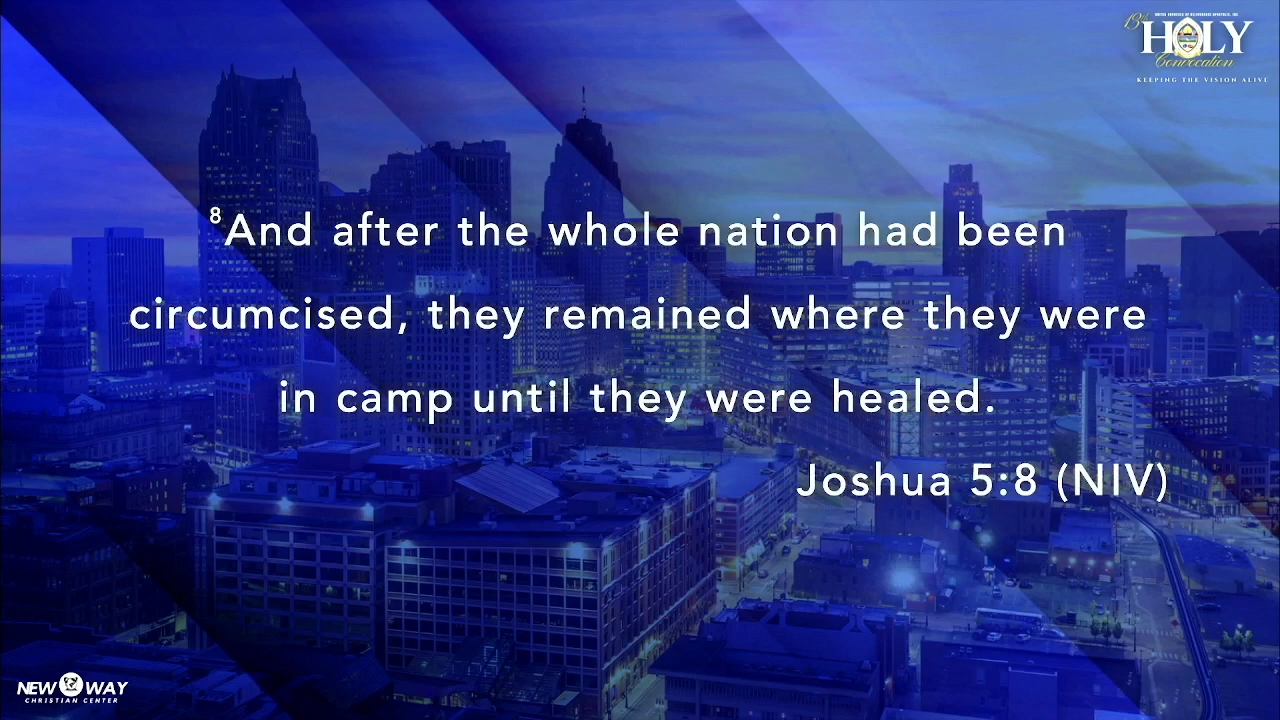 13th
HOLY
Convocation
KEEPING THE VISION ALIVE
⁸And after the whole nation had been
circumcised, they remained where they were
in camp until they were healed.
Joshua 5:8 (NIV)
NEW WAY
CHRISTIAN CENTER